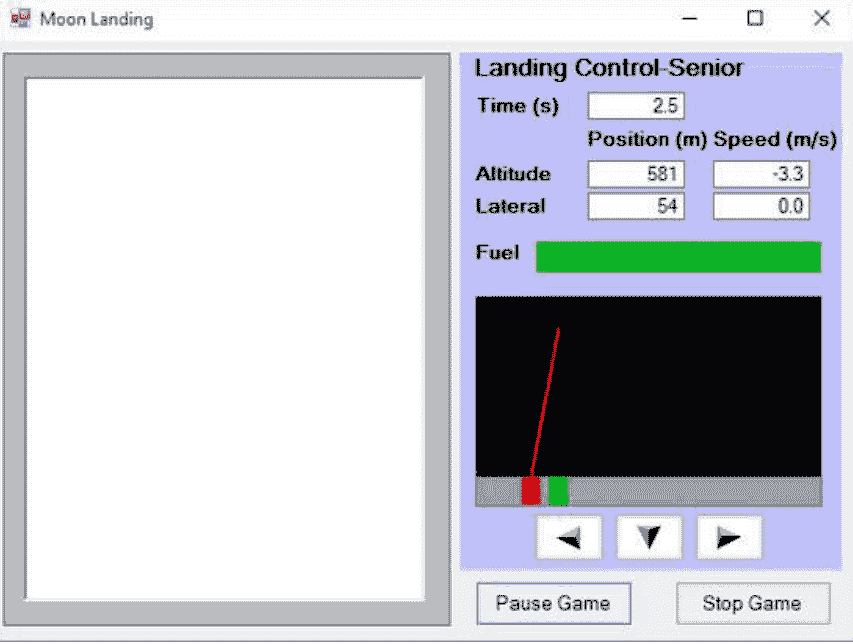 Moon Landing
Landing Control-Senior
Time (s) 2.5
Position (m) Speed (m/s)
Altitude 581 -3.3
Lateral 54 0.0
Fuel
Pause Game Stop Game